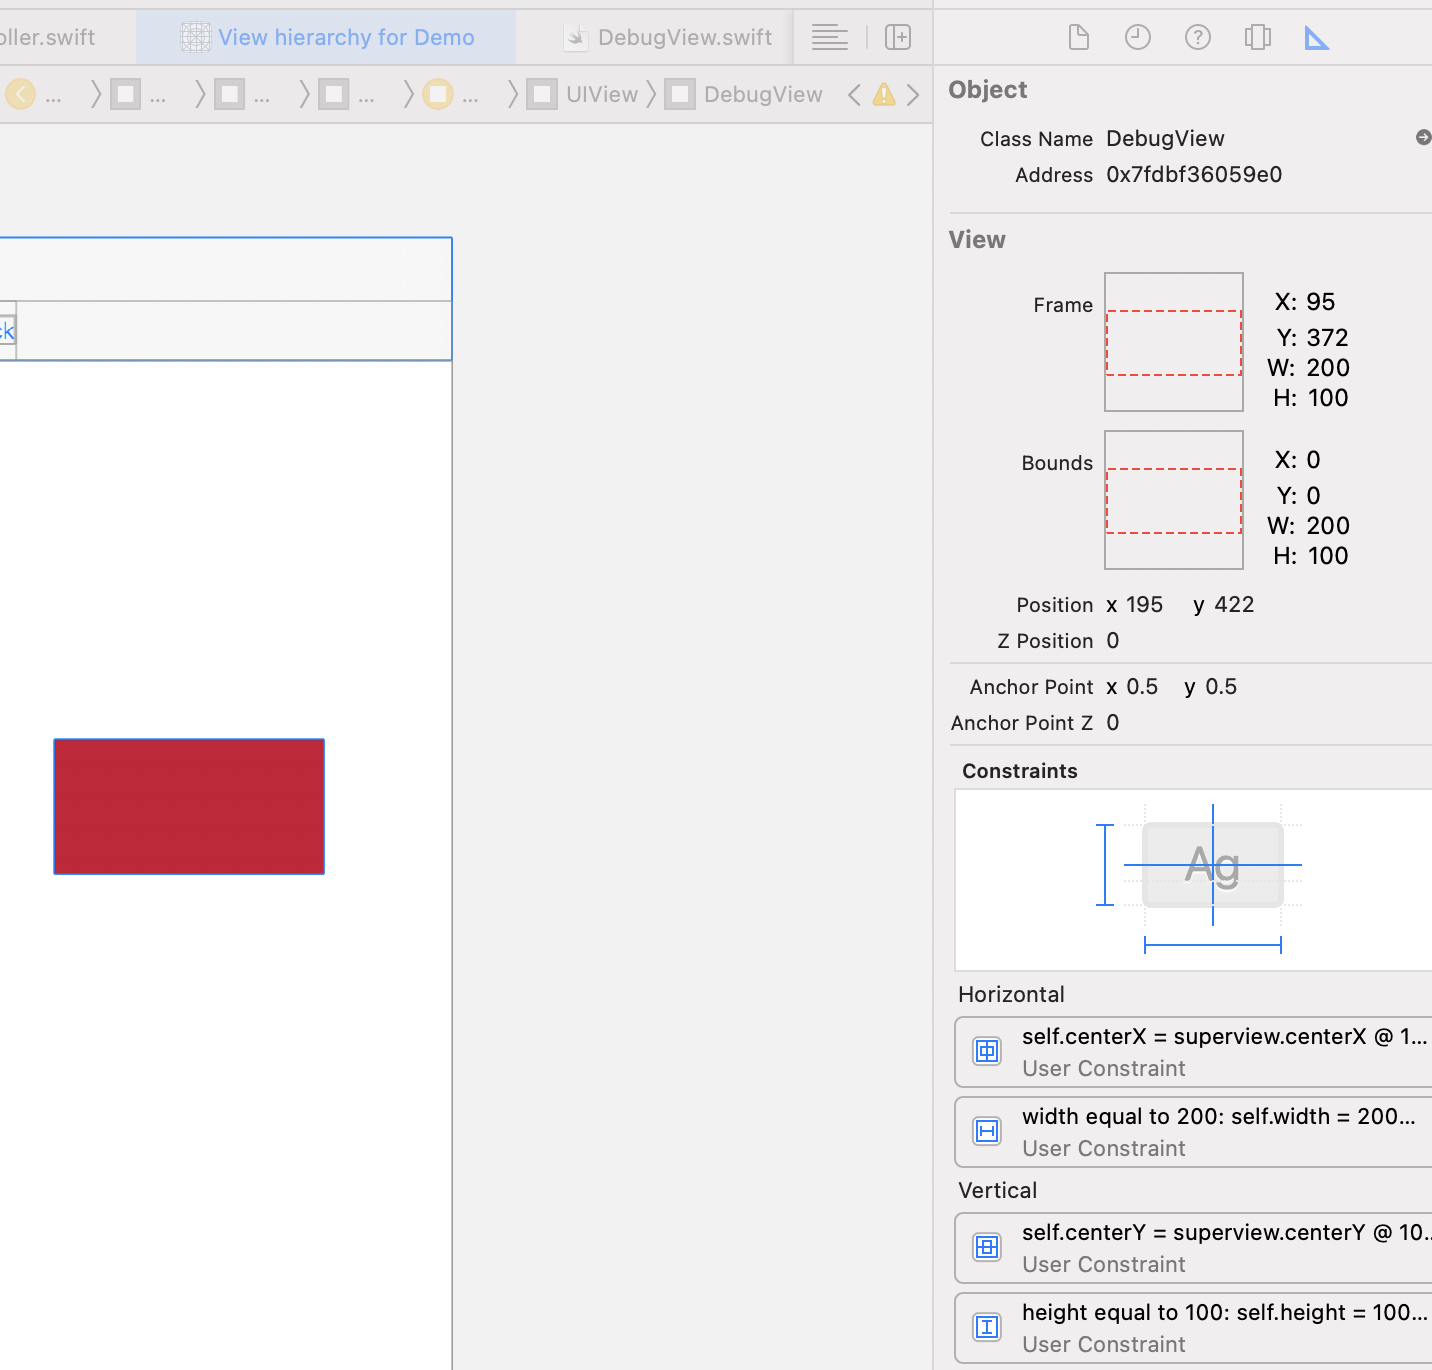 oller.swift
View hierarchy for Demo
DebugView.swift
...
...
...
...
...
UIView
DebugView
ck
Object
Class Name DebugView
Address 0x7fdbf36059e0
View
Frame
X: 95
Y: 372
W: 200
H: 100
Bounds
X: 0
Y: 0
W: 200
H: 100
Position x 195 y 422
Z Position 0
Anchor Point x 0.5 y 0.5
Anchor Point Z 0
Constraints
Ag
Horizontal
self.centerX = superview.centerX @ 1...
User Constraint
width equal to 200: self.width = 200...
User Constraint
Vertical
self.centerY = superview.centerY @ 10..
User Constraint
height equal to 100: self.height = 100...
User Constraint